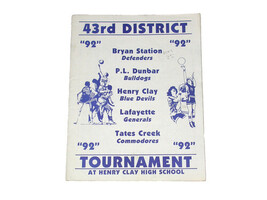 43rd DISTRICT
"92" "92"
Bryan Station
Defenders
P.L. Dunbar
Bulldogs
Henry Clay
Blue Devils
Lafayette
Generals
Tates Creek
Commodores
"92" "92"
TOURNAMENT
AT HENRY CLAY HIGH SCHOOL